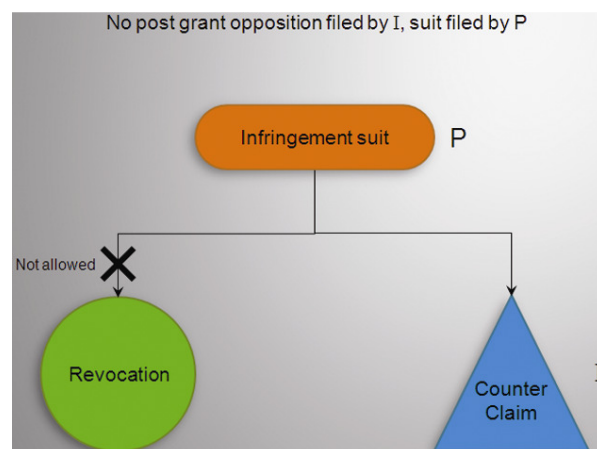 No post grant opposition filed by I, suit filed by P
Infringement suit
P
Not allowed
Revocation
Counter
Claim